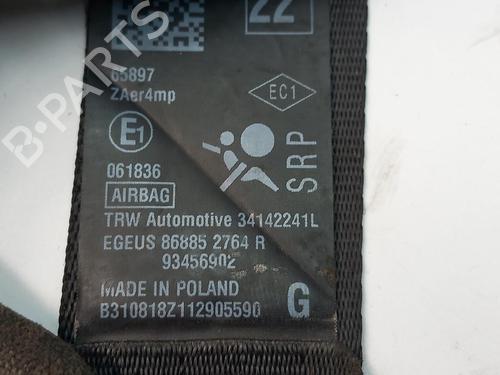 22
65897
ZAer4mp
EC1
E1
SRP
061836
AIRBAG
TRW Automotive 34142241L
EGEUS 86885 2764 R
93456902
MADE IN POLAND
B310818Z112905590
G
B-PARTS